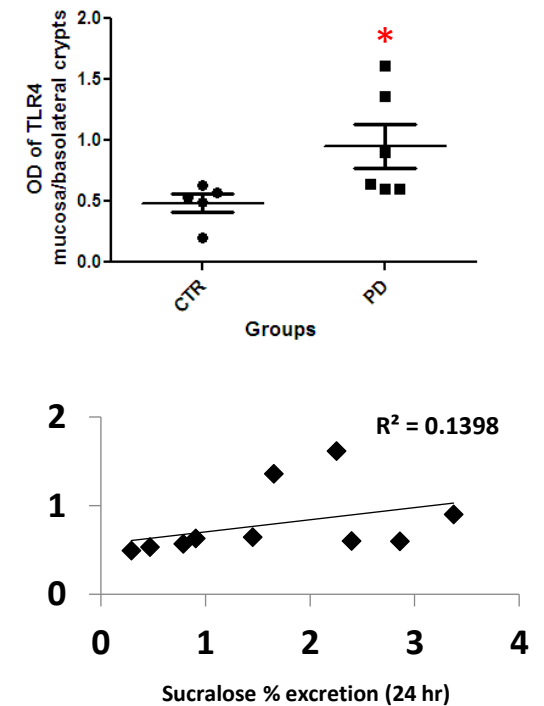 OD of TLR4
mucosa/basolateral crypts
2.0
1.5
1.0
0.5
0.0
*
CTR
PD
Groups
2
1
0
R² = 0.1398
0 1 2 3 4
Sucralose % excretion (24 hr)